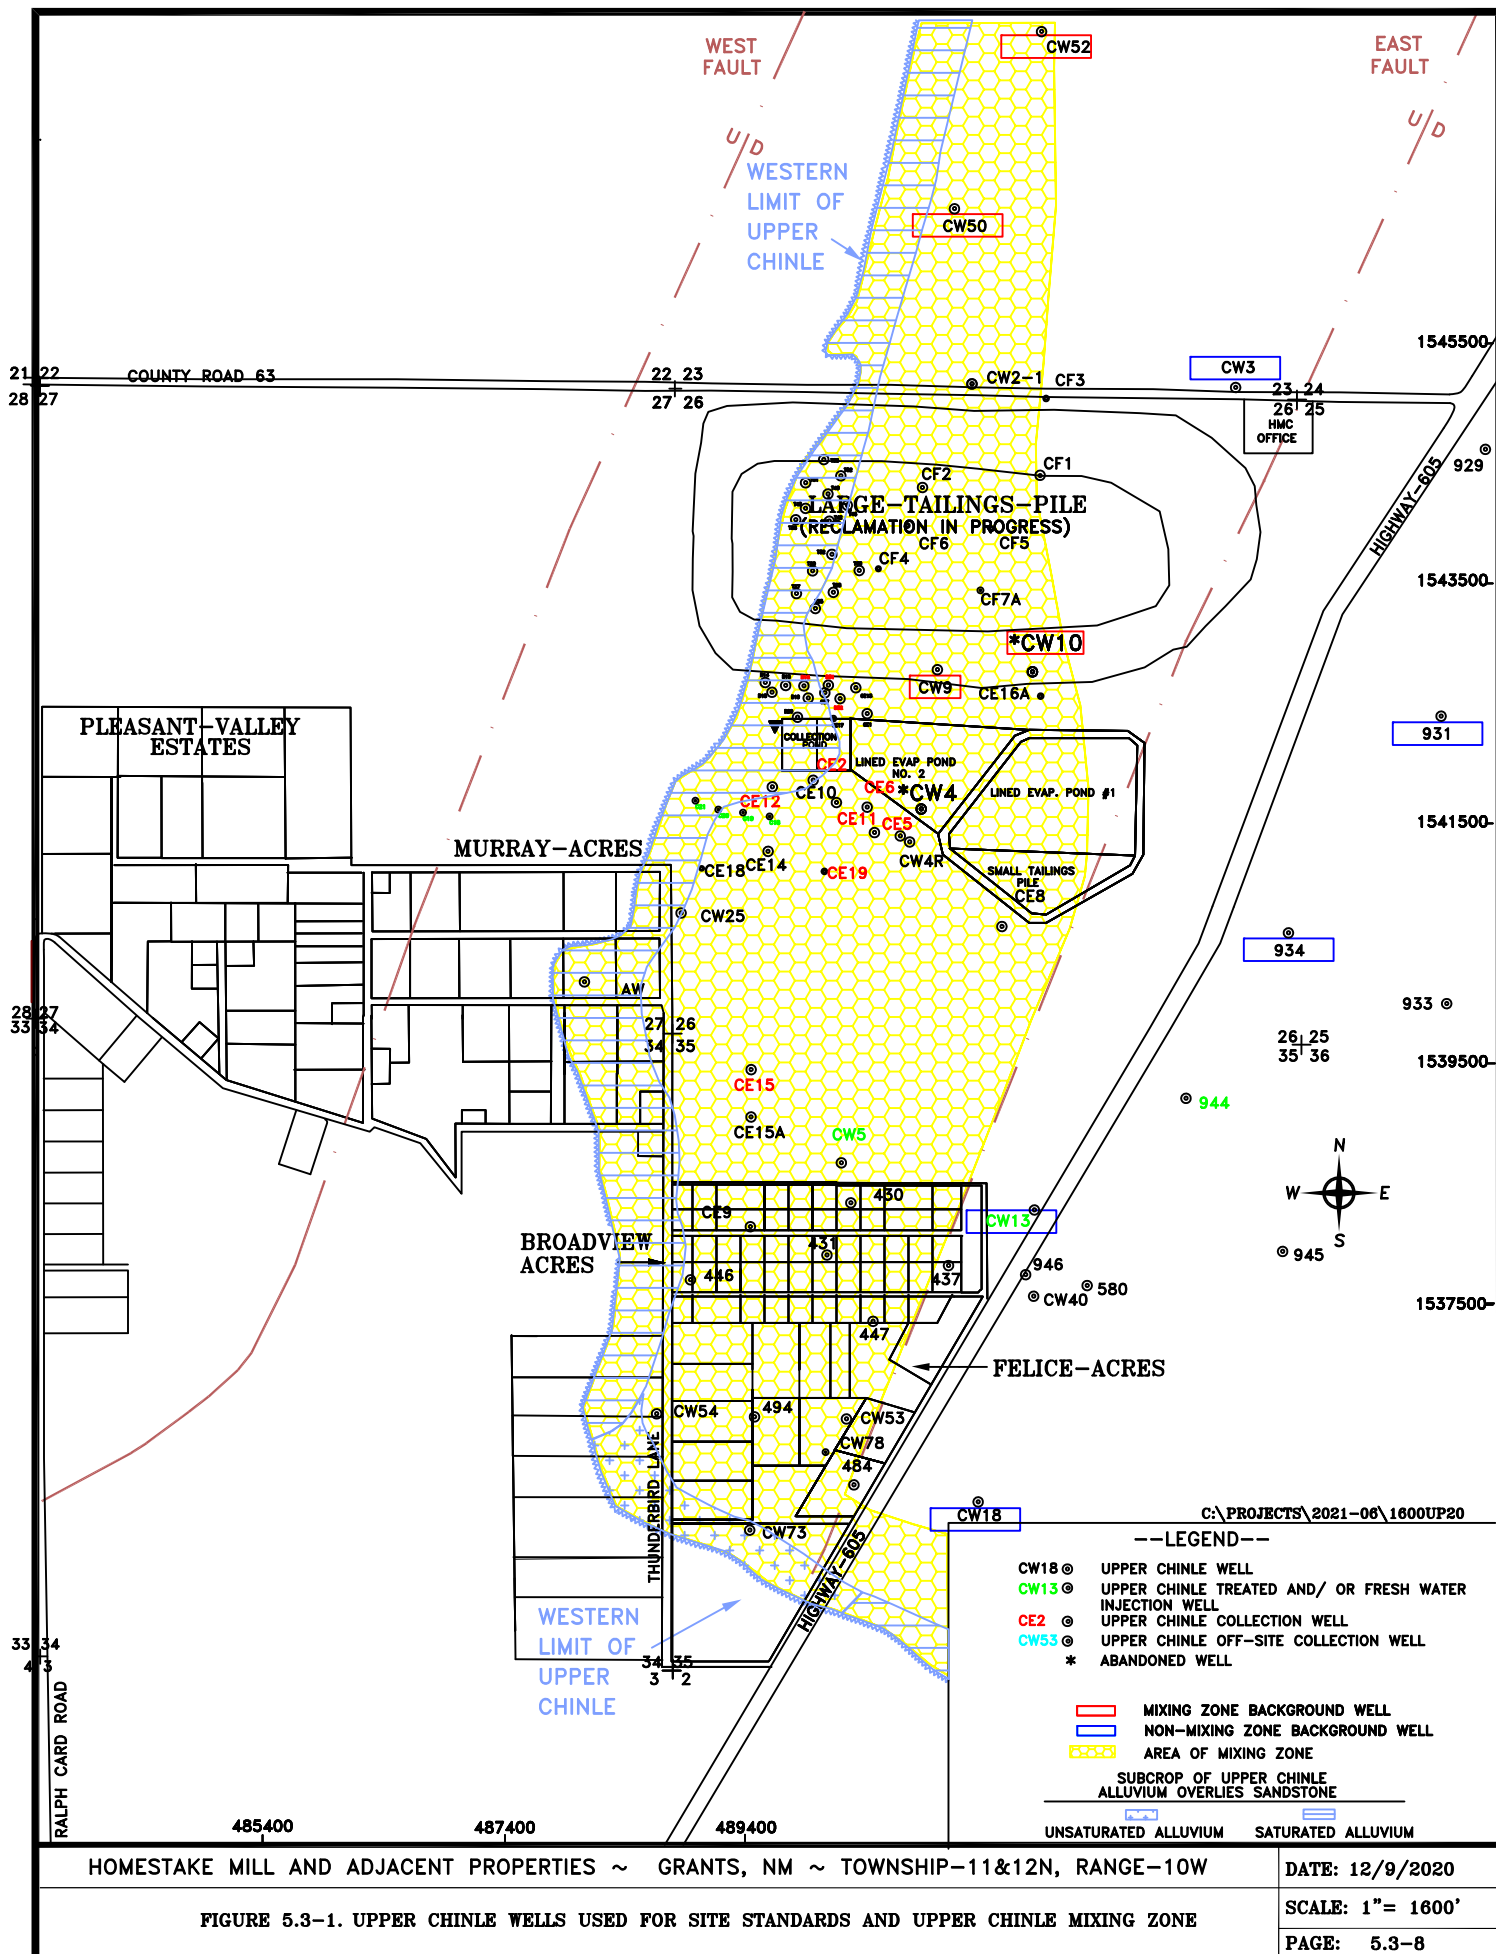 WEST
FAULT
EAST
FAULT
CW52
U/D
U/D
WESTERN
LIMIT OF
UPPER
CHINLE
CW50
1545500
21 22
28 27
COUNTY ROAD 63
22 23
27 26
CW2-1
CF3
CW3
23 24
26 25
HMC
OFFICE
929
HIGHWAY-605
CF2
CF1
LARGE-TAILINGS-PILE
(RECLAMATION IN PROGRESS)
CF6
CF5
CF4
CF7A
1543500
*CW10
CW9
CE16A
931
PLEASANT-VALLEY
ESTATES
COLLECTION
POND
LINED EVAP POND
NO. 2
CE2
CE6
*CW4
LINED EVAP. POND #1
CE10
CE12
CE11
CE5
1541500
MURRAY-ACRES
CE14
CW4R
CE18
CE19
SMALL TAILINGS
PILE
CE8
CW25
934
AW
933
28 27
33 34
27 26
34 35
26 25
35 36
1539500
CE15
944
CE15A
CW5
N
W E
S
430
CE9
CW13
BROADVIEW
ACRES
431
945
446
437
946
580
CW40
1537500
447
FELICE-ACRES
CW54
494
CW53
CW78
THUNDERBIRD LANE
484
CW73
CW18
HIGHWAY-605
C:\PROJECTS\2021-06\1600UP20
--LEGEND--
CW18 UPPER CHINLE WELL
CW13 UPPER CHINLE TREATED AND/ OR FRESH WATER
INJECTION WELL
CE2 UPPER CHINLE COLLECTION WELL
CW53 UPPER CHINLE OFF-SITE COLLECTION WELL
* ABANDONED WELL
WESTERN
LIMIT OF
UPPER
CHINLE
33 34
4 3
34 35
3 2
RALPH CARD ROAD
MIXING ZONE BACKGROUND WELL
NON-MIXING ZONE BACKGROUND WELL
AREA OF MIXING ZONE
SUBCROP OF UPPER CHINLE
ALLUVIUM OVERLIES SANDSTONE
UNSATURATED ALLUVIUM SATURATED ALLUVIUM
485400
487400
489400
HOMESTAKE MILL AND ADJACENT PROPERTIES ~ GRANTS, NM ~ TOWNSHIP-11&12N, RANGE-10W
DATE: 12/9/2020
FIGURE 5.3-1. UPPER CHINLE WELLS USED FOR SITE STANDARDS AND UPPER CHINLE MIXING ZONE
SCALE: 1"= 1600'
PAGE: 5.3-8